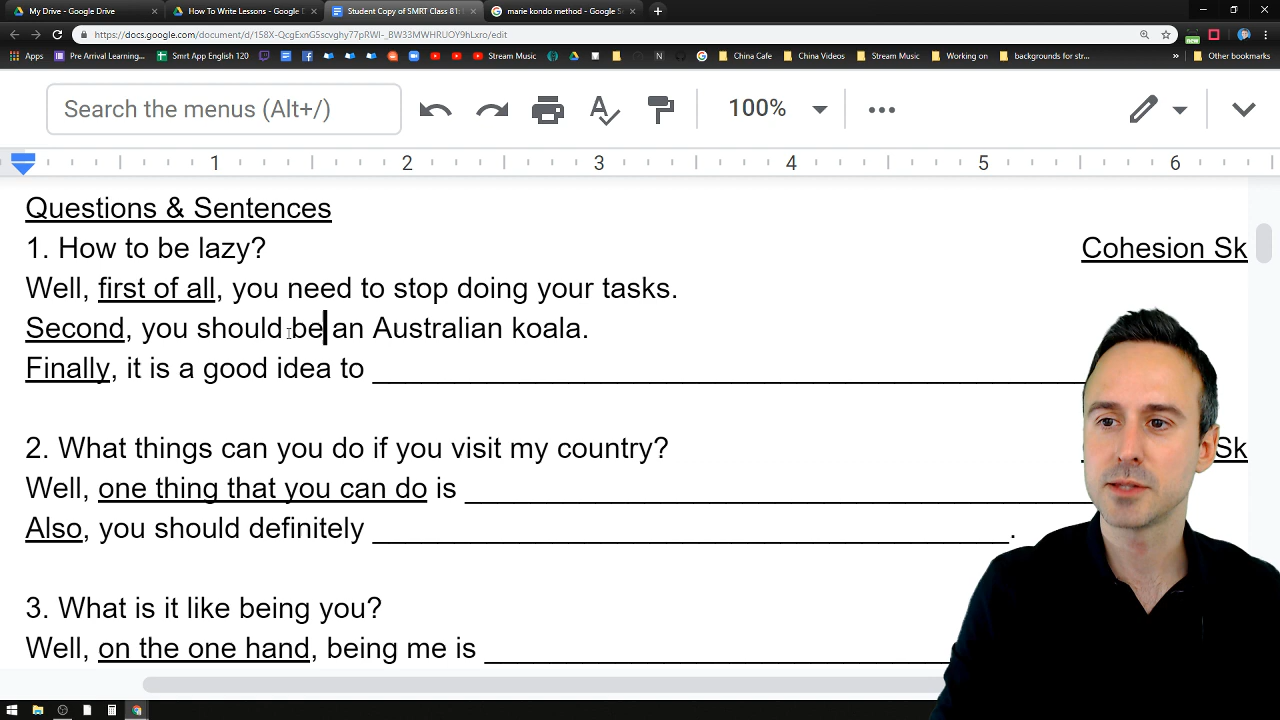 My Drive - Google Drive
How To Write Lessons - Google D
Student Copy of SMRT Class 81:
marie kondo method - Google S
Apps
Pre Arrival Learning...
Smrt App English 120
Stream Music
China Cafe
China Videos
Stream Music
Working on
backgrounds for str...
Other bookmarks
Search the menus (Alt+/)
100%
1 2 3 4 5 6
Questions & Sentences
1. How to be lazy?
Cohesion Sk
Well, first of all, you need to stop doing your tasks.
Second, you should be an Australian koala.
Finally, it is a good idea to
2. What things can you do if you visit my country?
Sk
Well, one thing that you can do is
Also, you should definitely .
3. What is it like being you?
Well, on the one hand, being me is